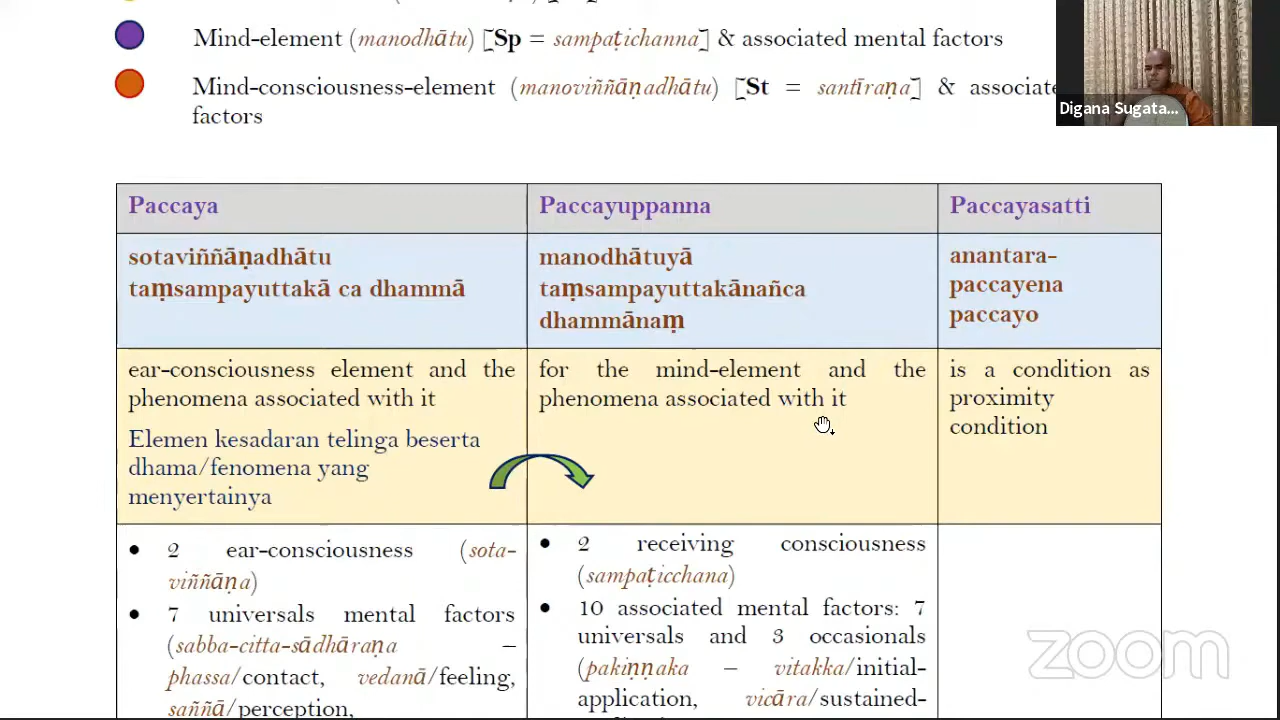 Mind-element (manodhātu) [Sp = sampaṭichanna] & associated mental factors
Mind-consciousness-element (manoviññāṇadhātu) [St = santīraṇa] & associate
factors
Digana Sugata...
Paccaya
Paccayuppanna
Paccayasatti
sotaviññāṇadhātu
taṃsampayuttakā ca dhammā
manodhātuyā
taṃsampayuttakānañca
dhammānaṃ
anantara-
paccayena
paccayo
ear-consciousness element and the
phenomena associated with it
Elemen kesadaran telinga beserta
dhama/fenomena yang
menyertainya
for the mind-element and the
phenomena associated with it
is a condition as
proximity
condition
• 2 ear-consciousness (sota-
viññāṇa)
• 7 universals mental factors
(sabba-citta-sādhāraṇa –
phassa/contact, vedanā/feeling,
saññā/perception,
• 2 receiving consciousness
(sampaṭicchana)
• 10 associated mental factors: 7
universals and 3 occasionals
(pakiṇṇaka – vitakka/initial-
application, vicāra/sustained-
zoom